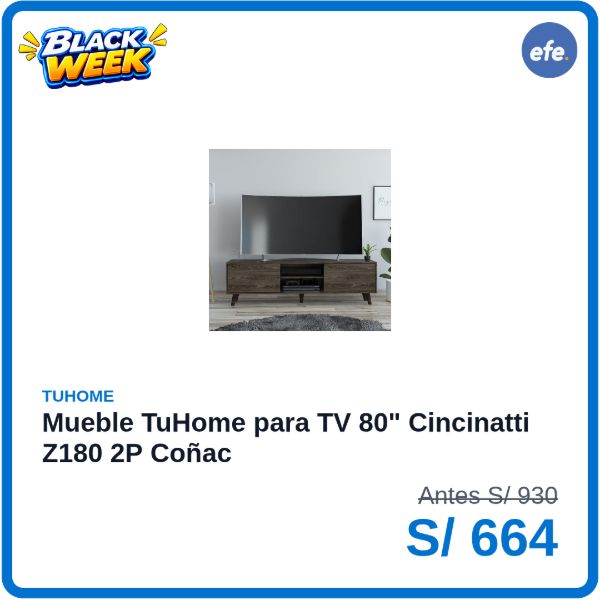 BLACK
WEEK
efe.
TUHOME
Mueble TuHome para TV 80" Cincinatti
Z180 2P Coñac
Antes S/ 930
S/ 664